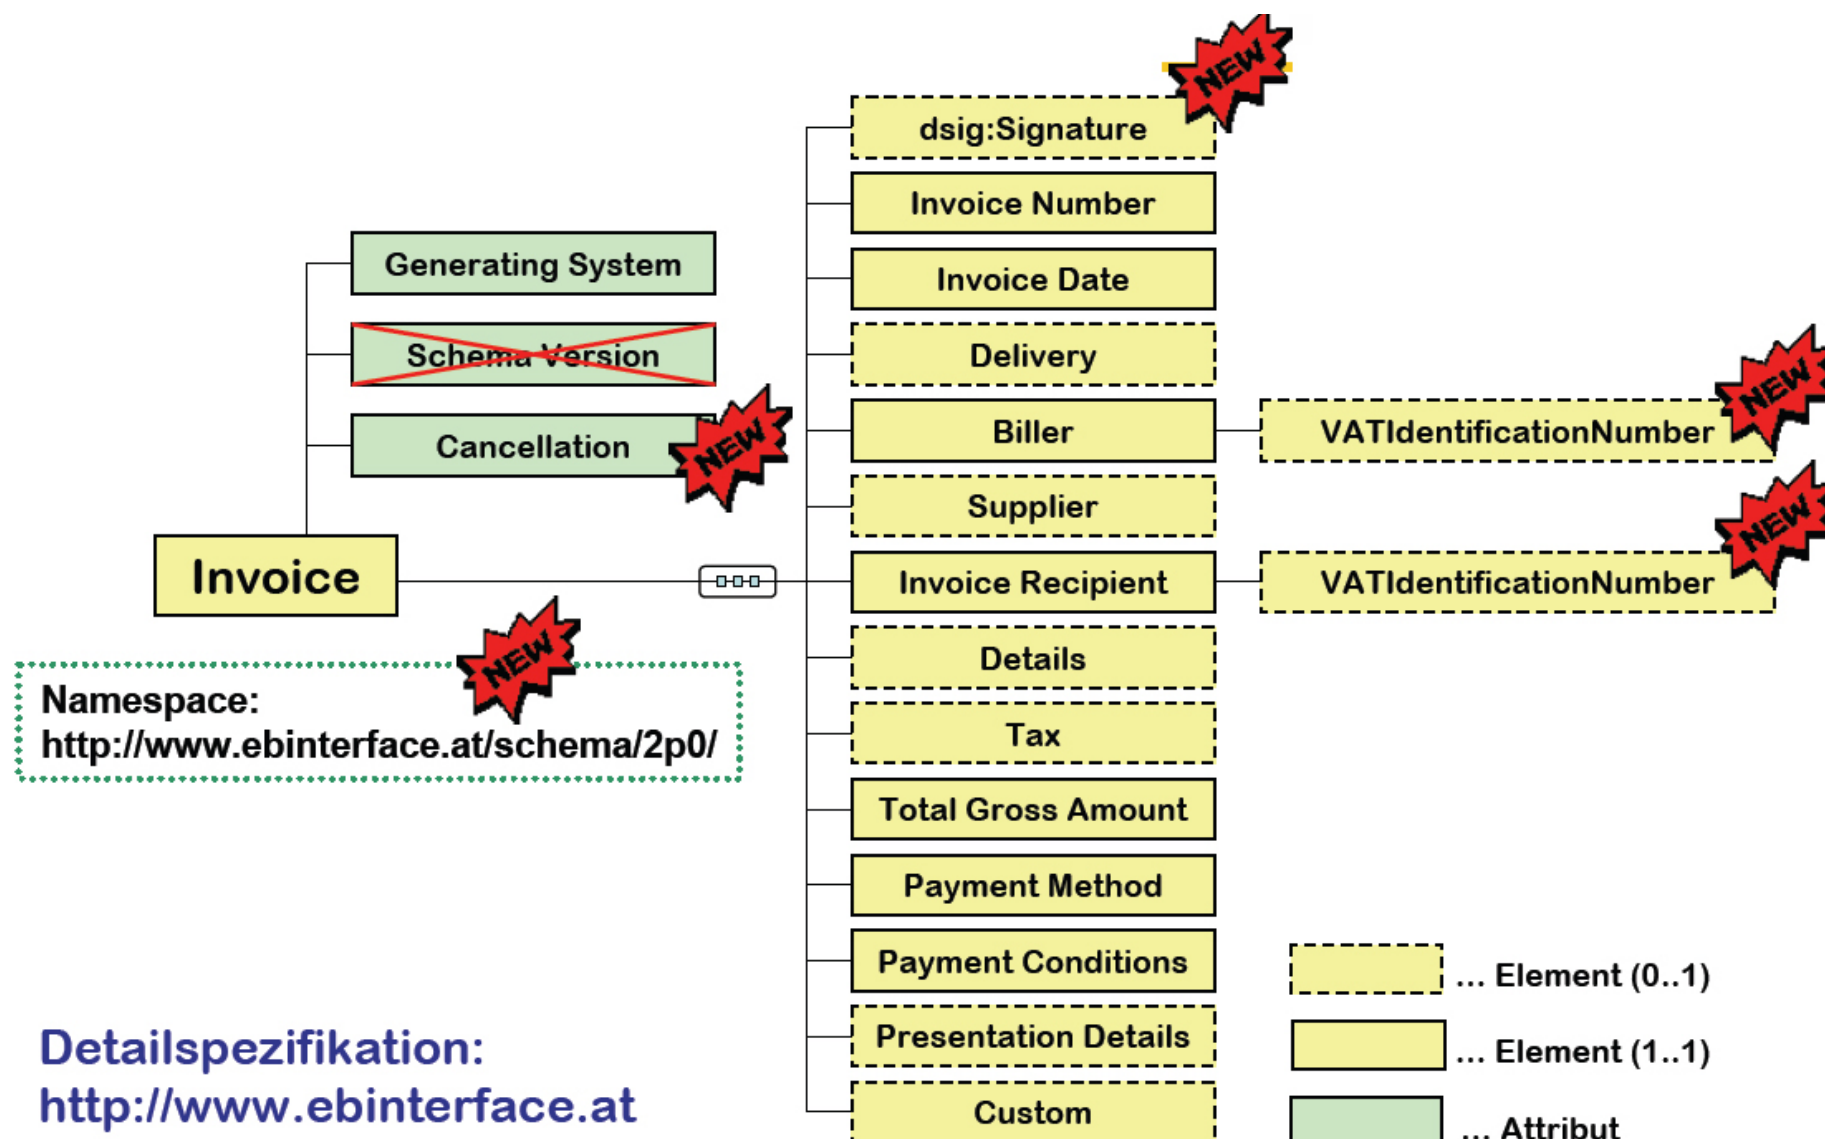 NEW
dsig:Signature
Invoice Number
Generating System
Invoice Date
Schema Version
Delivery
NEW
Cancellation
NEW
Biller
VATIdentificationNumber
Supplier
NEW
Invoice
Invoice Recipient
VATIdentificationNumber
NEW
Details
Namespace:
http://www.ebinterface.at/schema/2p0/
Tax
Total Gross Amount
Payment Method
Payment Conditions
... Element (0..1)
Presentation Details
... Element (1..1)
Detailspezifikation:
http://www.ebinterface.at
Custom
... Attribut